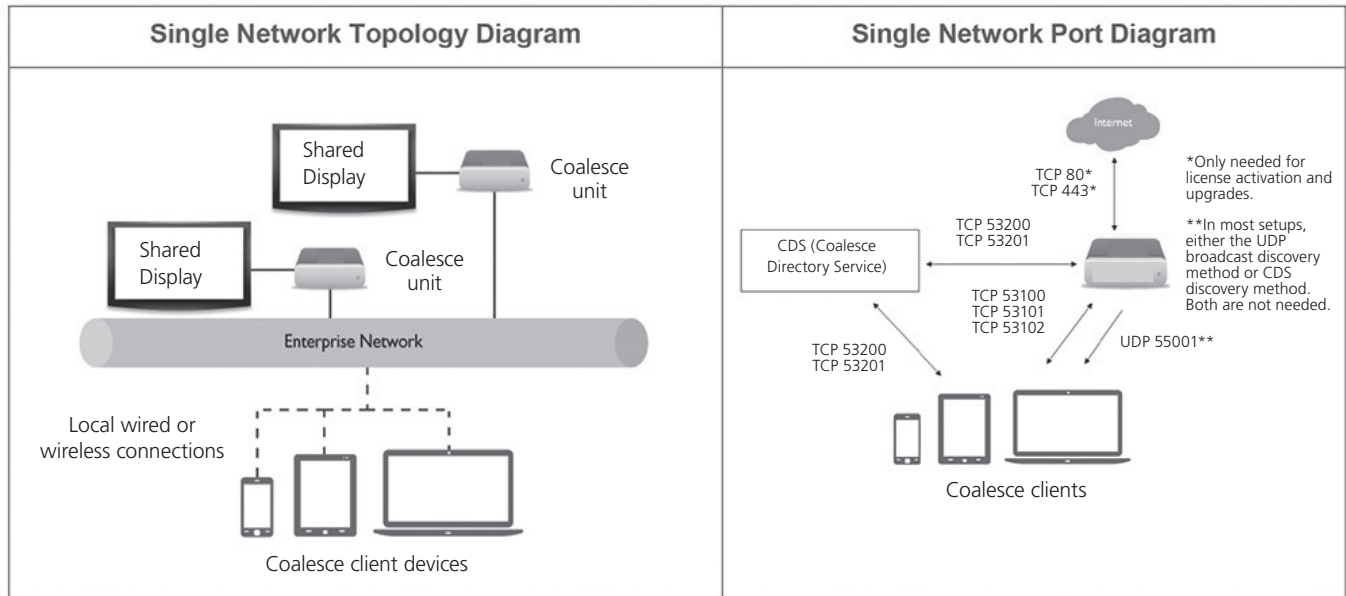 Single Network Topology Diagram
Shared
Display
Coalesce
unit
Shared
Display
Coalesce
unit
Enterprise Network
Local wired or
wireless connections
Coalesce client devices
Single Network Port Diagram
Internet
TCP 80*
TCP 443*
*Only needed for
license activation and
upgrades.
**In most setups,
either the UDP
broadcast discovery
method or CDS
discovery method.
Both are not needed.
TCP 53200
TCP 53201
CDS (Coalesce
Directory Service)
TCP 53100
TCP 53101
TCP 53102
UDP 55001**
TCP 53200
TCP 53201
Coalesce clients